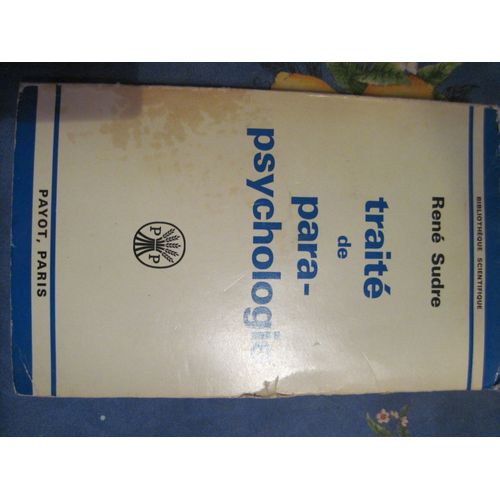 BIBLIOTHÈQUE SCIENTIFIQUE
René Sudre
traité
de
para-
psychologie
P P
PAYOT, PARIS